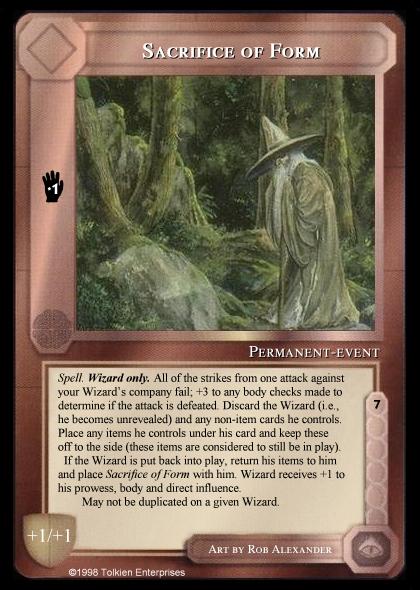 Sacrifice of Form
-1
Permanent-event
Spell. Wizard only. All of the strikes from one attack against
your Wizard's company fail; +3 to any body checks made to
determine if the attack is defeated. Discard the Wizard (i.e.,
he becomes unrevealed) and any non-item cards he controls.
Place any items he controls under his card and keep these
off to the side (these items are considered to still be in play).
If the Wizard is put back into play, return his items to him
and place Sacrifice of Form with him. Wizard receives +1 to
his prowess, body and direct influence.
May not be duplicated on a given Wizard.
7
+1/+1
Art by Rob Alexander
©1998 Tolkien Enterprises